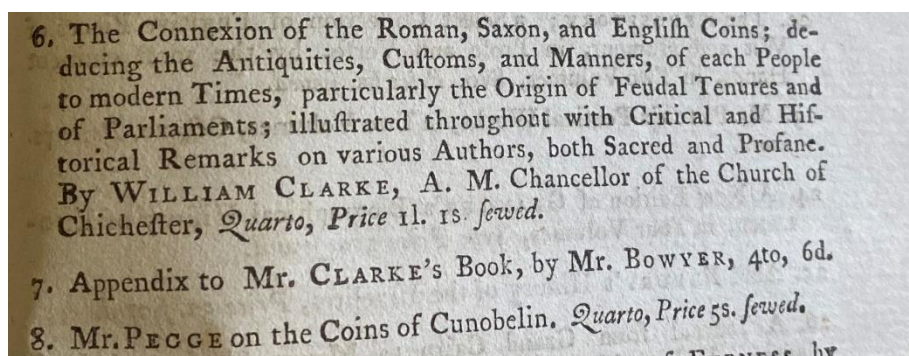 6. The Connexion of the Roman, Saxon, and Engliſh Coins; de-
ducing the Antiquities, Cuſtoms, and Manners, of each People
to modern Times, particularly the Origin of Feudal Tenures and
of Parliaments; illuſtrated throughout with Critical and Hiſ-
torical Remarks on various Authors, both Sacred and Profane.
By WILLIAM CLARKE, A. M. Chancellor of the Church of
Chicheſter, Quarto, Price 1l. 1s. ſewed.
7. Appendix to Mr. CLARKE's Book, by Mr. BOWYER, 4to, 6d.
8. Mr. PEGGE on the Coins of Cunobelin. Quarto, Price 5s. ſewed.
by